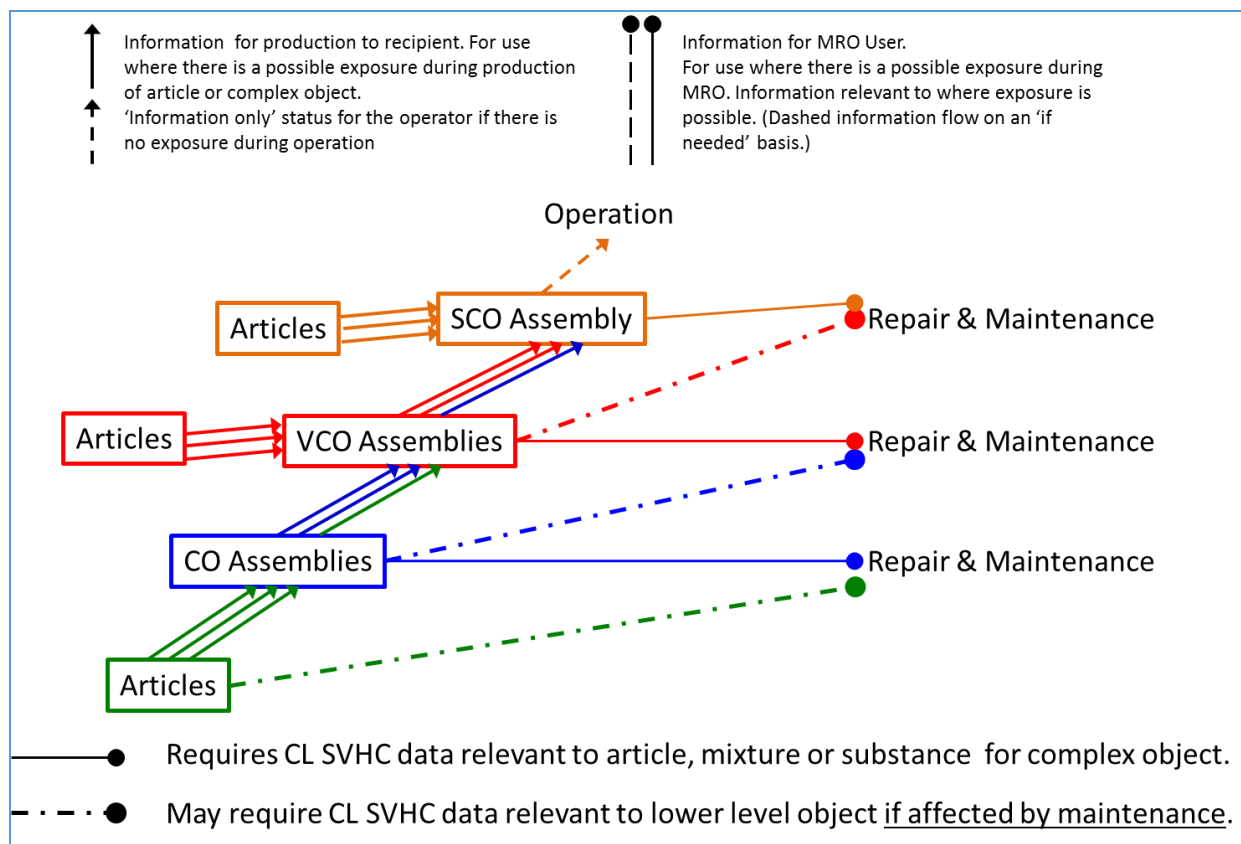 Information for production to recipient. For use
where there is a possible exposure during production
of article or complex object.
‘Information only’ status for the operator if there is
no exposure during operation
Information for MRO User.
For use where there is a possible exposure during
MRO. Information relevant to where exposure is
possible. (Dashed information flow on an ‘if
needed’ basis.)
Operation
Articles
SCO Assembly
Repair & Maintenance
Articles
VCO Assemblies
Repair & Maintenance
CO Assemblies
Repair & Maintenance
Articles
Requires CL SVHC data relevant to article, mixture or substance for complex object.
May require CL SVHC data relevant to lower level object if affected by maintenance.